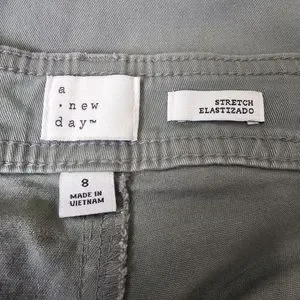 a
· new
day™
STRETCH
ELASTIZADO
8
MADE IN
VIETNAM